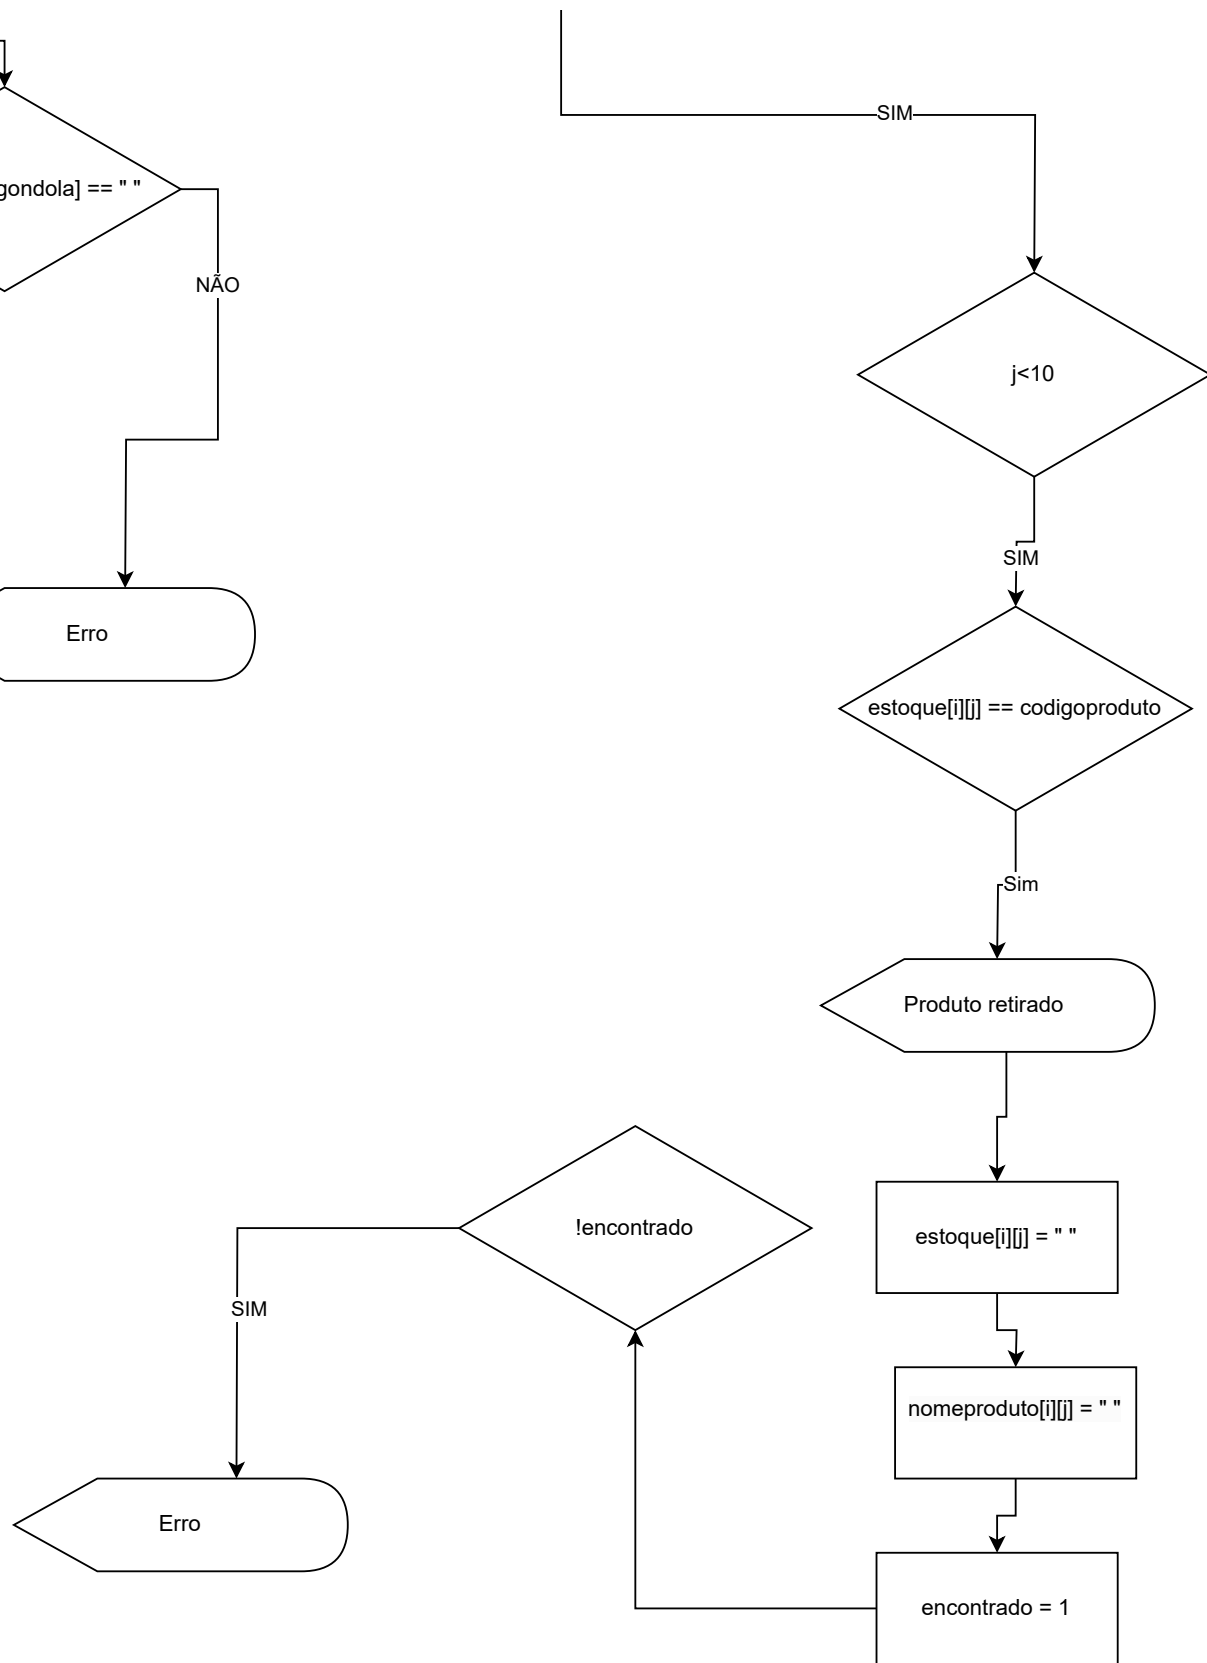 SIM
gondola] == " "
NÃO
j<10
SIM
Erro
estoque[i][j] == codigoproduto
Sim
Produto retirado
!encontrado
estoque[i][j] = " "
SIM
nomeproduto[i][j] = " "
Erro
encontrado = 1